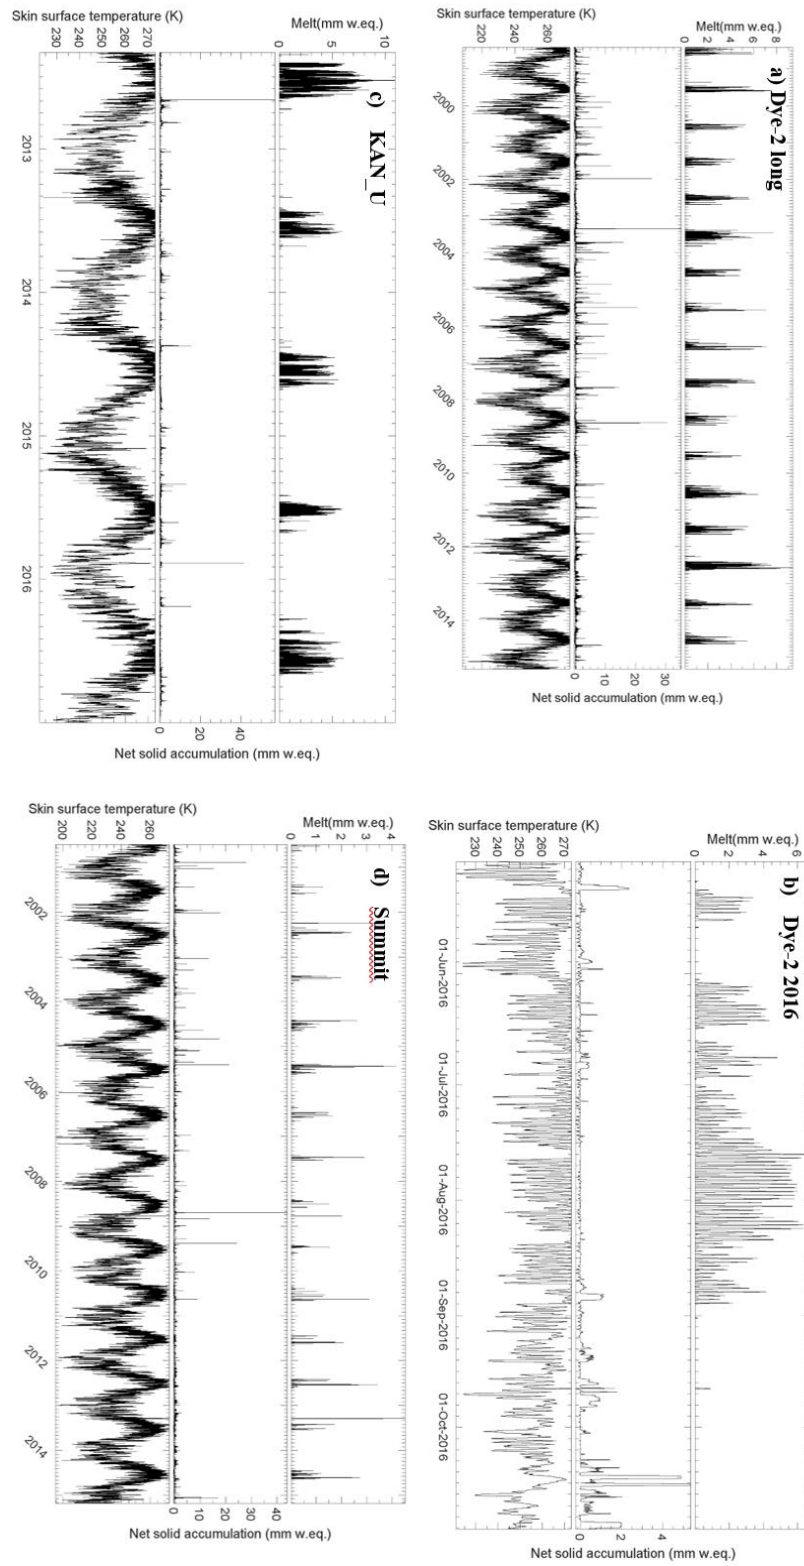 a) Dye-2 long
Melt(mm w.eq.)
8
6
4
2
0
Net solid accumulation (mm w.eq.)
30
20
10
0
Skin surface temperature (K)
260
240
220
2000 2002 2004 2006 2008 2010 2012 2014
b) Dye-2 2016
Melt(mm w.eq.)
6
4
2
0
Net solid accumulation (mm w.eq.)
4
2
0
Skin surface temperature (K)
270
260
250
240
230
01-Jun-2016 01-Jul-2016 01-Aug-2016 01-Sep-2016 01-Oct-2016
c) KAN_U
Melt(mm w.eq.)
10
5
0
Net solid accumulation (mm w.eq.)
40
20
0
Skin surface temperature (K)
270
260
250
240
230
2013 2014 2015 2016
d) Summit
Melt(mm w.eq.)
4
3
2
1
0
Net solid accumulation (mm w.eq.)
40
30
20
10
0
Skin surface temperature (K)
260
240
220
200
2002 2004 2006 2008 2010 2012 2014